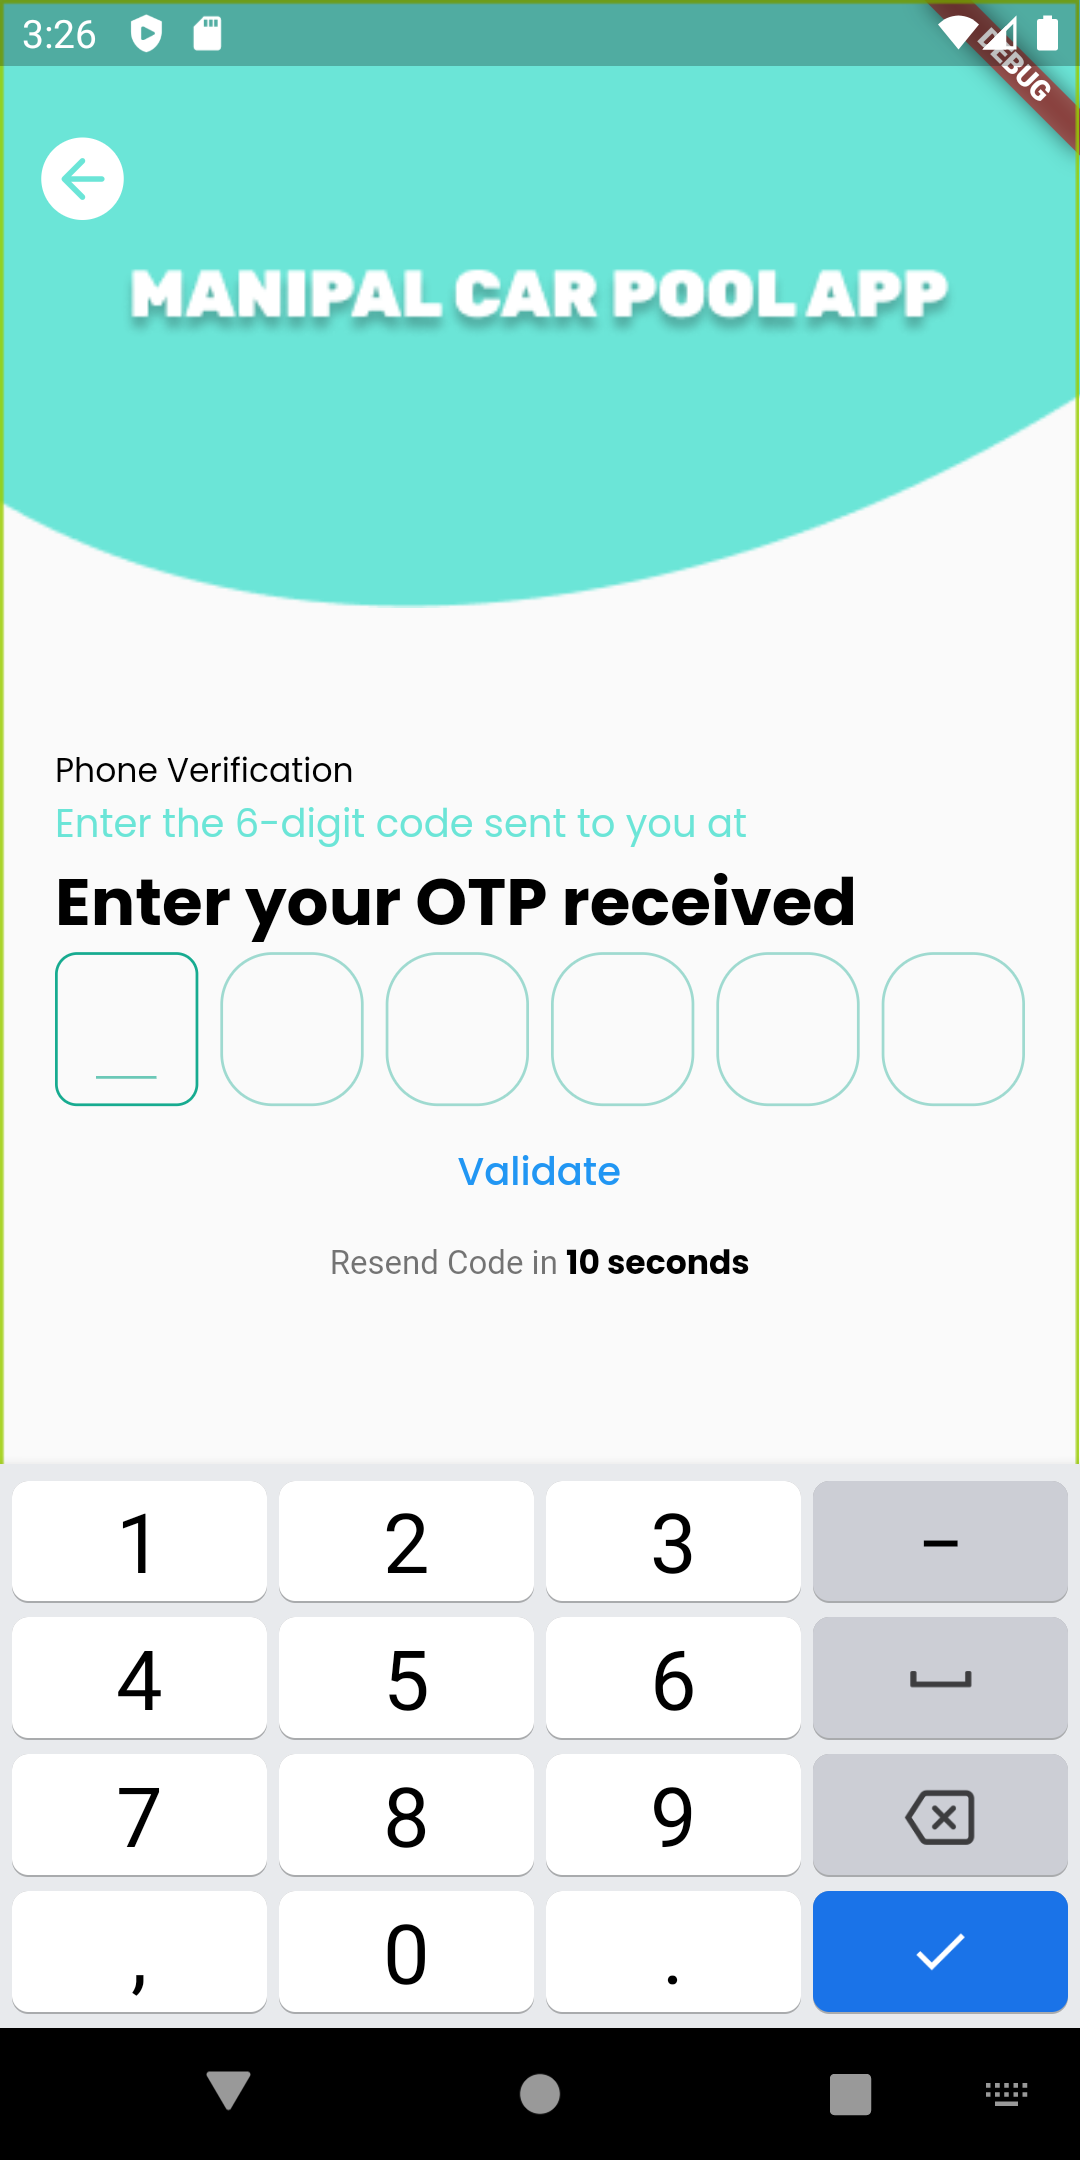 3:26
DEBUG
MANIPAL CAR POOL APP
Phone Verification
Enter the 6-digit code sent to you at
Enter your OTP received
Validate
Resend Code in 10 seconds
1 2 3 –
4 5 6
7 8 9
, 0 .